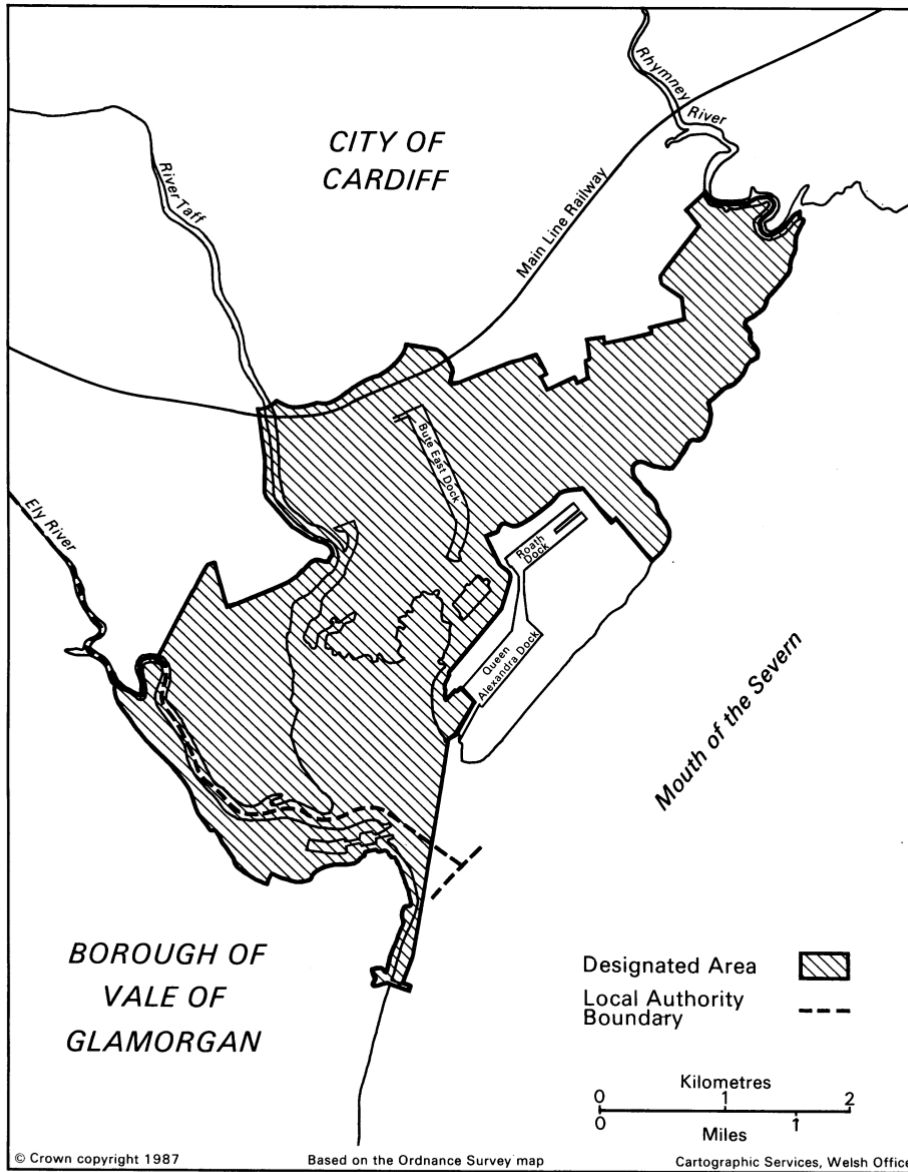 Rhymney
River
CITY OF
CARDIFF
River Taff
Main Line Railway
Bute East Dock
Ely River
Roath
Dock
Queen
Alexandra Dock
Mouth of the Severn
BOROUGH OF
VALE OF
GLAMORGAN
Designated Area
Local Authority
Boundary
Kilometres
0 1 2
0 1
Miles
© Crown copyright 1987
Based on the Ordnance Survey map
Cartographic Services, Welsh Office